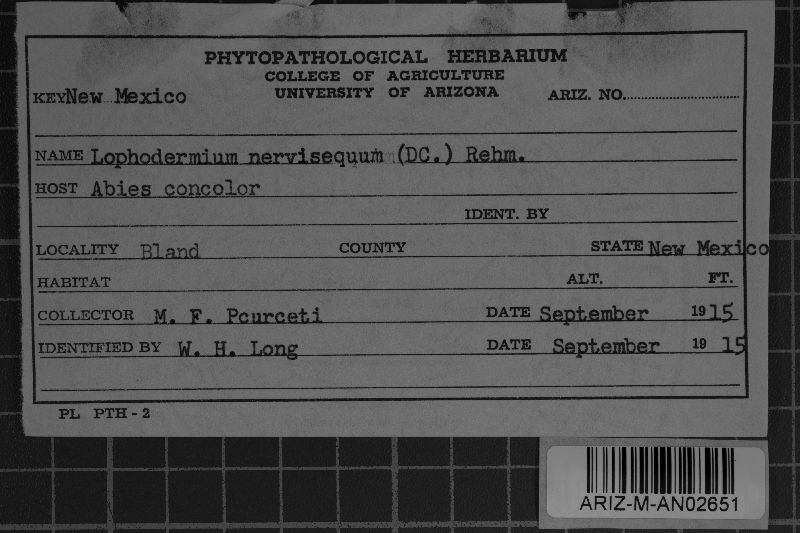 PHYTOPATHOLOGICAL HERBARIUM
COLLEGE OF AGRICULTURE
UNIVERSITY OF ARIZONA
KEY New Mexico
ARIZ. NO.
NAME Lophodermium nervisequum (DC.) Rehm.
HOST Abies concolor
IDENT. BY
LOCALITY Bland COUNTY STATE New Mexico
HABITAT ALT. FT.
COLLECTOR M. F. Pcurceti DATE September 1915
IDENTIFIED BY W. H. Long DATE September 19 15
PL PTH-2
ARIZ-M-AN02651